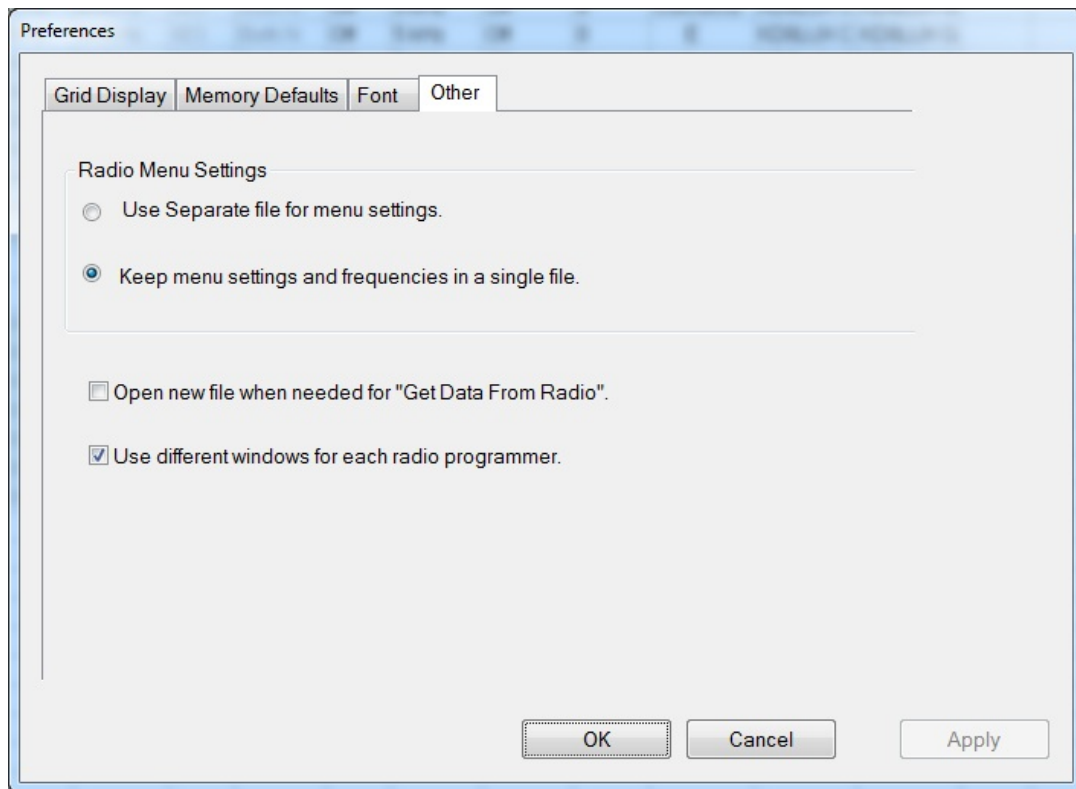 Preferences
Grid Display Memory Defaults Font Other
Radio Menu Settings
Use Separate file for menu settings.
Keep menu settings and frequencies in a single file.
Open new file when needed for "Get Data From Radio".
Use different windows for each radio programmer.
OK Cancel Apply